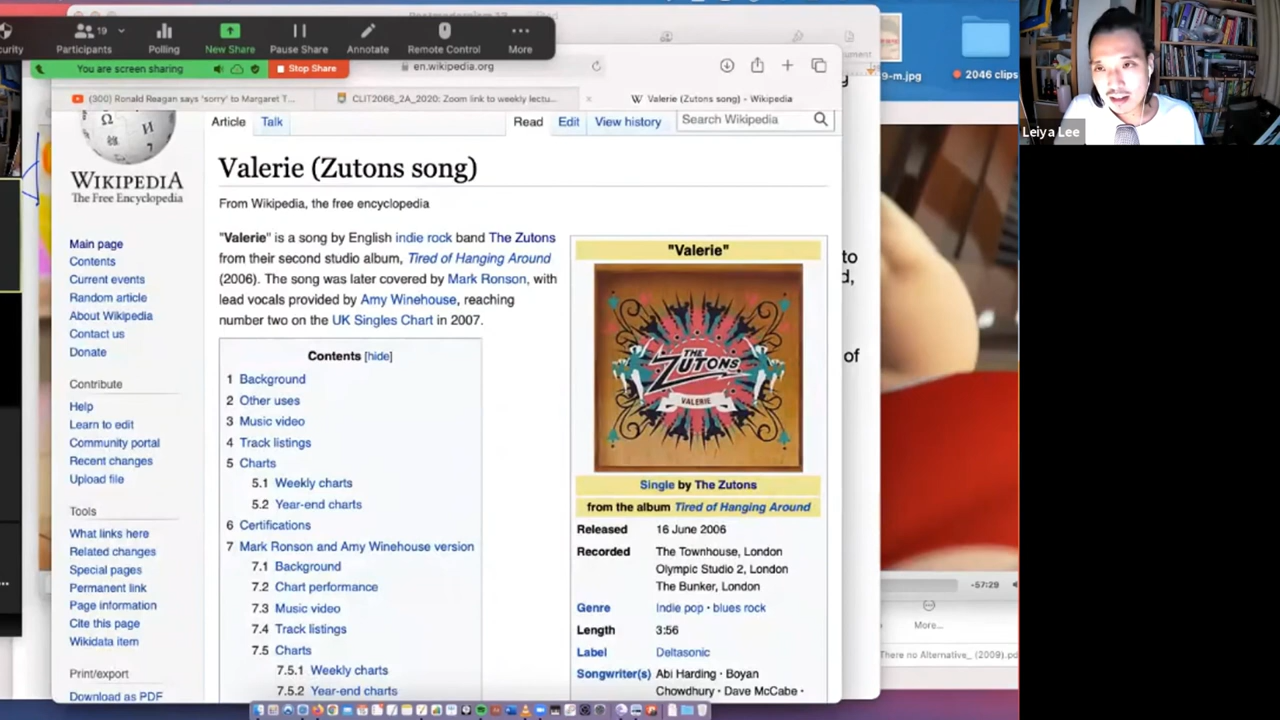 19
Participants
Polling
New Share
Pause Share
Annotate
Remote Control
More
You are screen sharing
Stop Share
en.wikipedia.org
(300) Ronald Reagan says 'sorry' to Margaret T...
CLIT2066_2A_2020: Zoom link to weekly lectu...
Valerie (Zutons song) - Wikipedia
9-m.jpg
2046 clips
Leiya Lee
Article
Talk
Read
Edit
View history
Search Wikipedia
WIKIPEDIA
The Free Encyclopedia
Main page
Contents
Current events
Random article
About Wikipedia
Contact us
Donate
Contribute
Help
Learn to edit
Community portal
Recent changes
Upload file
Tools
What links here
Related changes
Special pages
Permanent link
Page information
Cite this page
Wikidata item
Print/export
Download as PDF
Valerie (Zutons song)
From Wikipedia, the free encyclopedia
"Valerie" is a song by English indie rock band The Zutons
from their second studio album, Tired of Hanging Around
(2006). The song was later covered by Mark Ronson, with
lead vocals provided by Amy Winehouse, reaching
number two on the UK Singles Chart in 2007.
Contents [hide]
1 Background
2 Other uses
3 Music video
4 Track listings
5 Charts
5.1 Weekly charts
5.2 Year-end charts
6 Certifications
7 Mark Ronson and Amy Winehouse version
7.1 Background
7.2 Chart performance
7.3 Music video
7.4 Track listings
7.5 Charts
7.5.1 Weekly charts
7.5.2 Year-end charts
"Valerie"
THE
ZUTONS
VALERIE
Single by The Zutons
from the album Tired of Hanging Around
Released 16 June 2006
Recorded The Townhouse, London
Olympic Studio 2, London
The Bunker, London
Genre Indie pop • blues rock
Length 3:56
Label Deltasonic
Songwriter(s) Abi Harding • Boyan
Chowdhury • Dave McCabe •
to
d,
of
-57:29
More...
There no Alternative_ (2009).pd